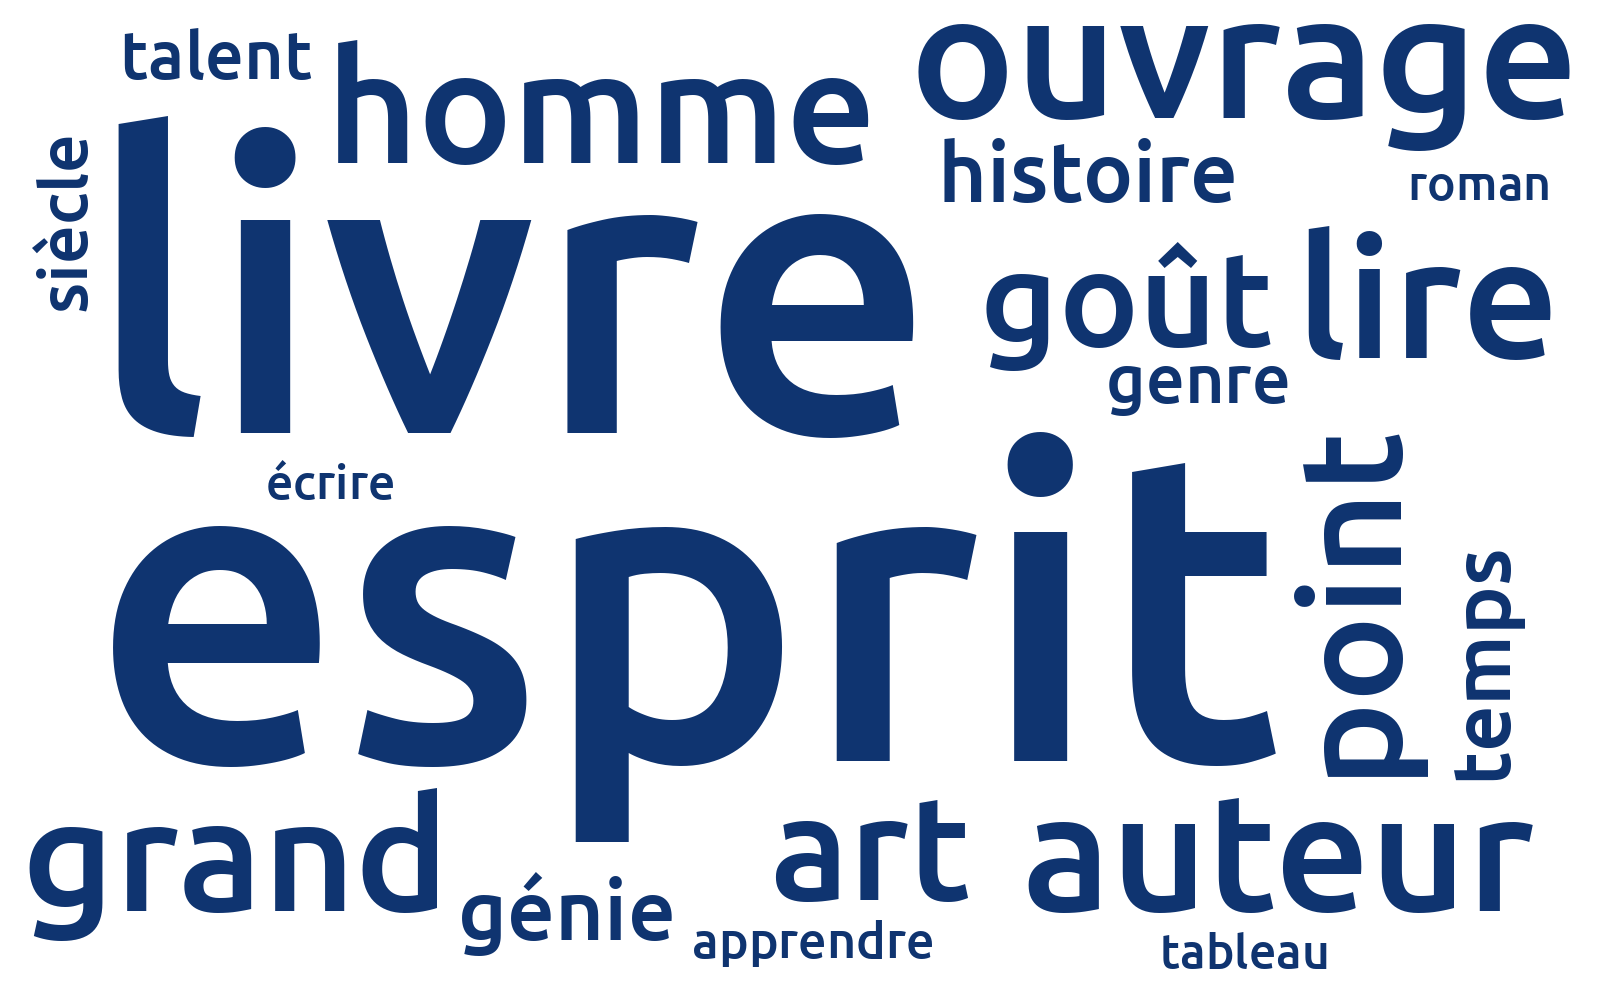 talent
homme
ouvrage
siècle
livre
histoire
roman
goût
lire
genre
écrire
esprit
point
temps
grand
génie
art
auteur
apprendre
tableau